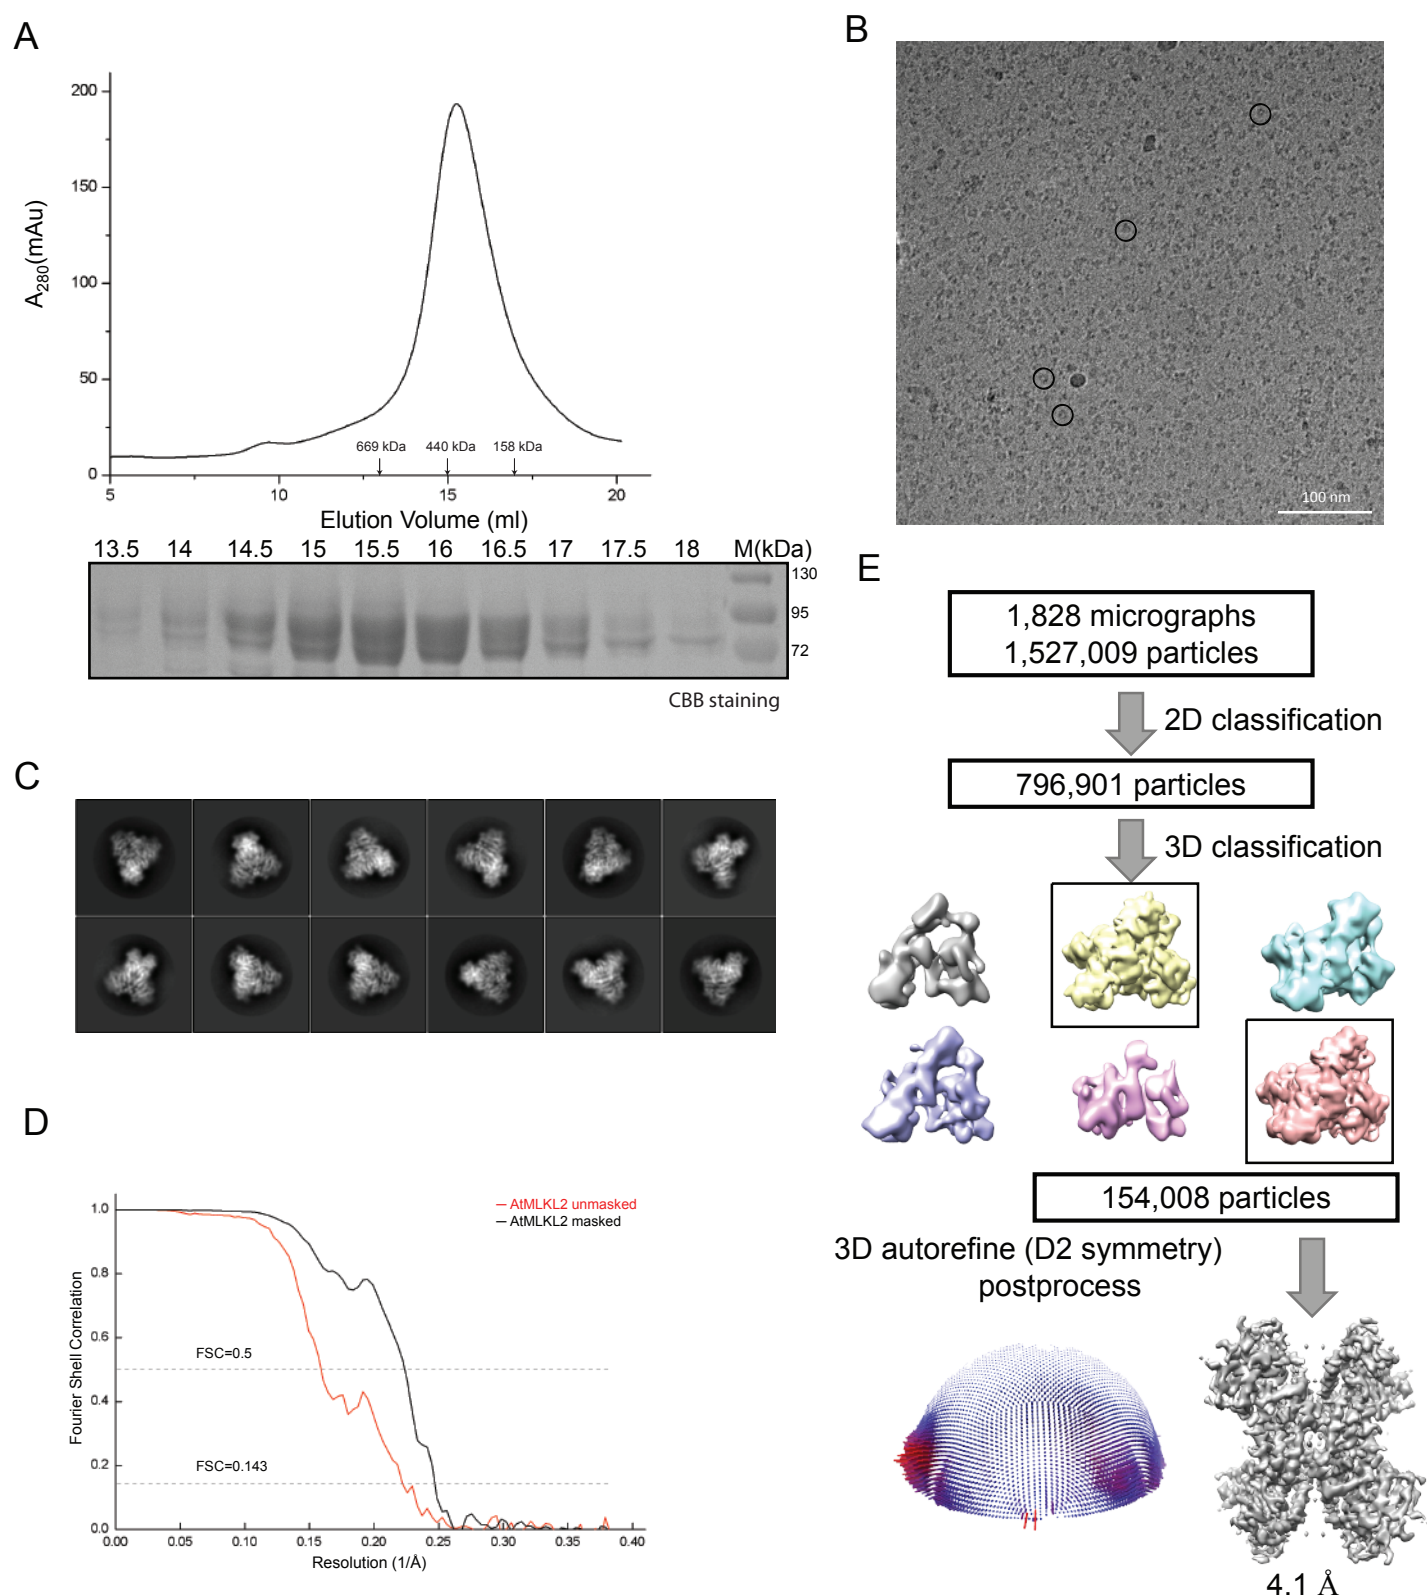 A
200
150
100
50
0
A280(mAu)
669 kDa
440 kDa
158 kDa
5
10
15
20
Elution Volume (ml)
13.5 14 14.5 15 15.5 16 16.5 17 17.5 18 M(kDa)
130
95
72
CBB staining
B
100 nm
C
D
AtMLKL2 unmasked
AtMLKL2 masked
1.0
0.8
0.6
0.4
0.2
0.0
Fourier Shell Correlation
FSC=0.5
FSC=0.143
0.00 0.05 0.10 0.15 0.20 0.25 0.30 0.35 0.40
Resolution (1/Å)
E
1,828 micrographs
1,527,009 particles
2D classification
796,901 particles
3D classification
154,008 particles
3D autorefine (D2 symmetry)
postprocess
4.1 Å